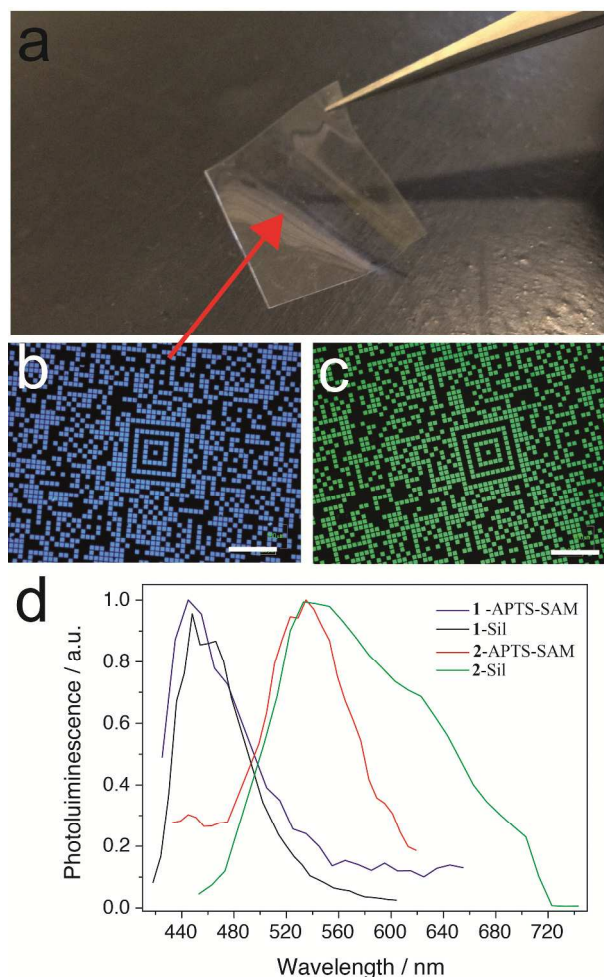 a
b
c
d
1.0
0.8
0.6
0.4
0.2
0.0
Photoluiminescence / a.u.
1 -APTS-SAM
1-Sil
2-APTS-SAM
2-Sil
440 480 520 560 600 640 680 720
Wavelength / nm